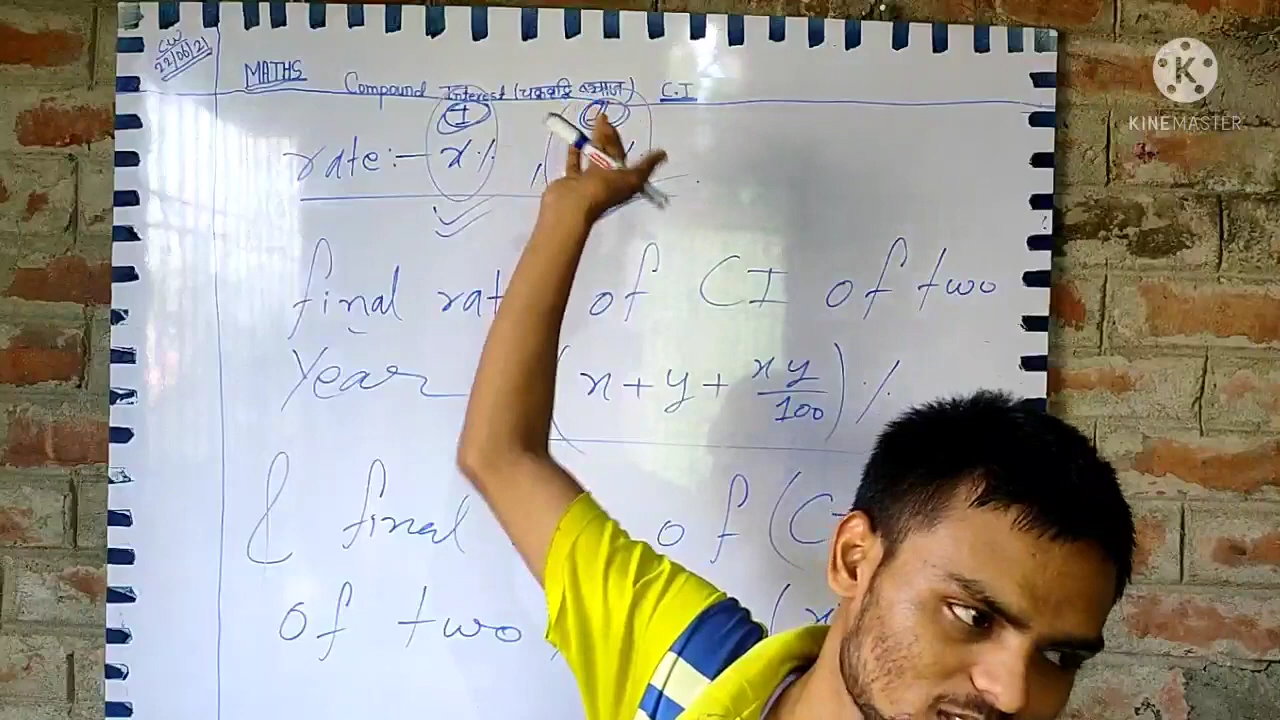 CW
22/06/21
MATHS
Compound Interest (चक्रवृद्धि ब्याज) C.I
I
rate:- x% ,
final rat of CI of two
Year (x+y+xy/100)%
& final of (C
of two (x
KINEMASTER